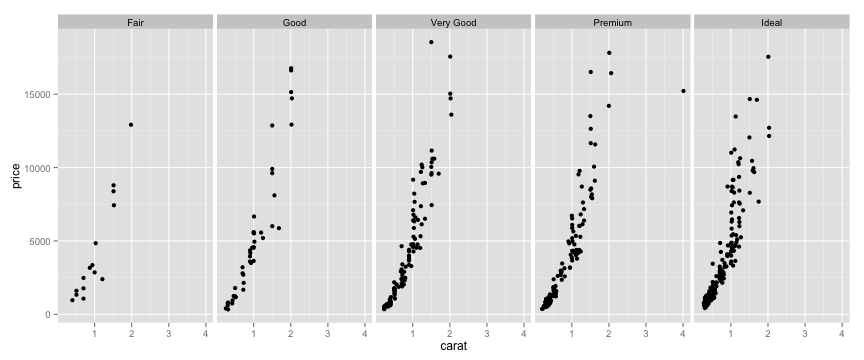 Fair Good Very Good Premium Ideal
15000
10000
5000
0
price
1 2 3 4 1 2 3 4 1 2 3 4 1 2 3 4 1 2 3 4
carat